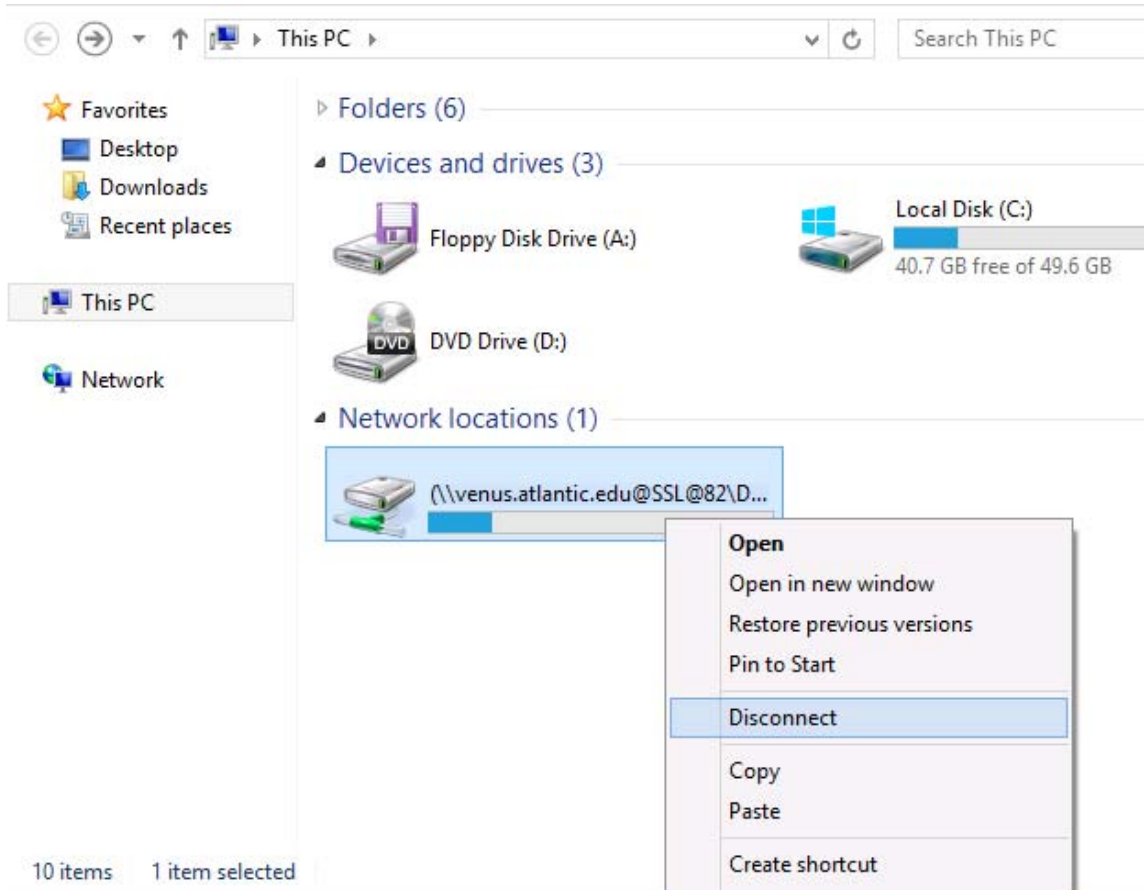 This PC
Search This PC
Favorites
Desktop
Downloads
Recent places
This PC
Network
Folders (6)
Devices and drives (3)
Floppy Disk Drive (A:)
Local Disk (C:)
40.7 GB free of 49.6 GB
DVD
DVD Drive (D:)
Network locations (1)
(\\venus.atlantic.edu@SSL@82\D...
Open
Open in new window
Restore previous versions
Pin to Start
Disconnect
Copy
Paste
Create shortcut
10 items 1 item selected